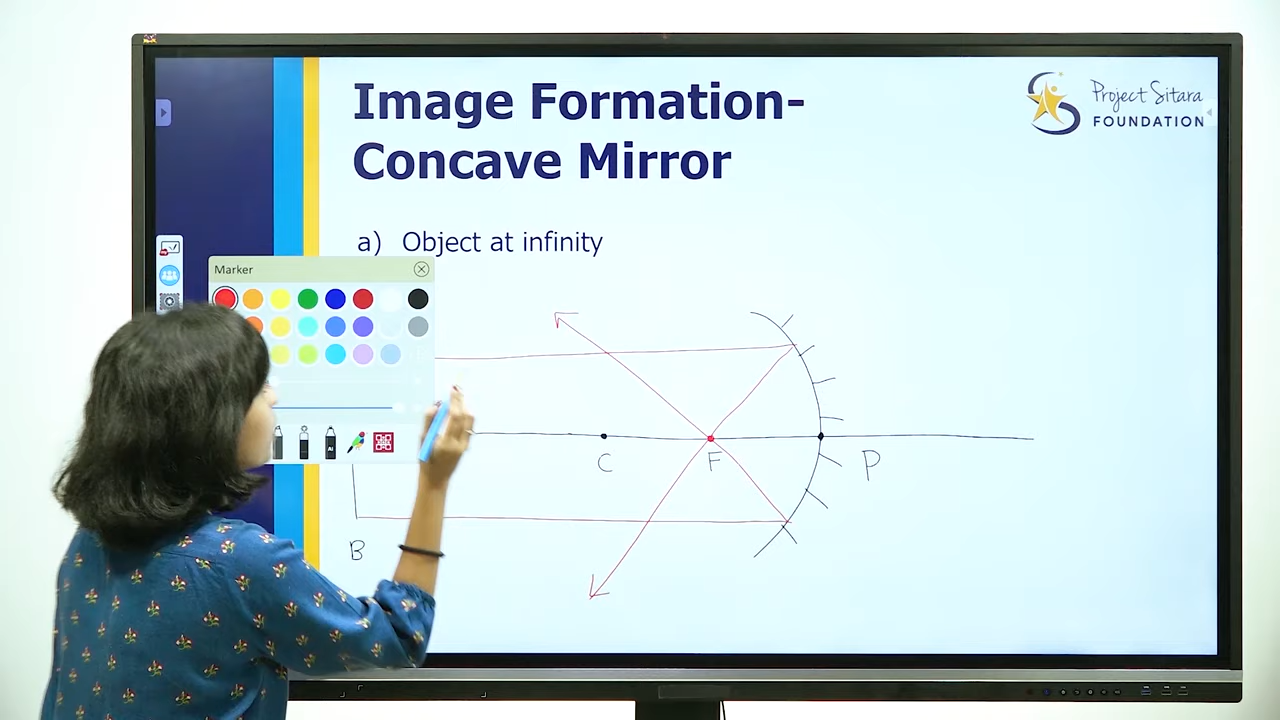 Image Formation-
Concave Mirror
Project Sitara
FOUNDATION
a) Object at infinity
Marker
C
F
P
B